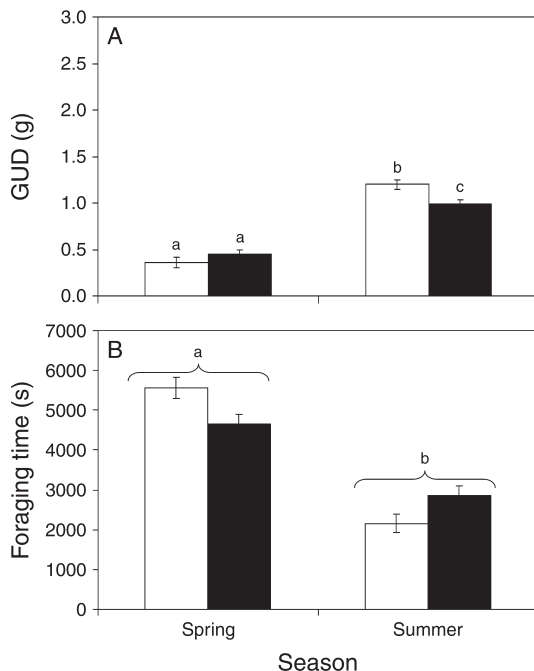 A
GUD (g)
3.0
2.5
2.0
1.5
1.0
0.5
0.0
a
a
b
c
B
Foraging time (s)
7000
6000
5000
4000
3000
2000
1000
0
a
b
Spring
Summer
Season